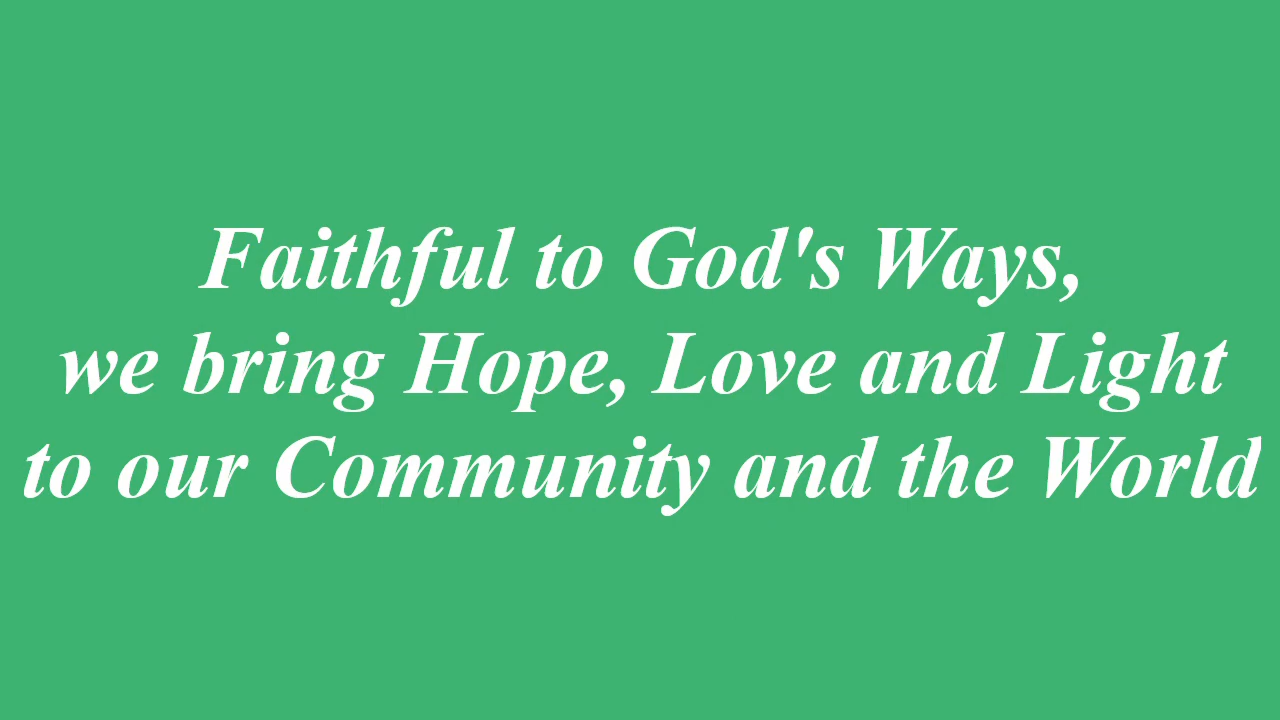 Faithful to God's Ways,
we bring Hope, Love and Light
to our Community and the World